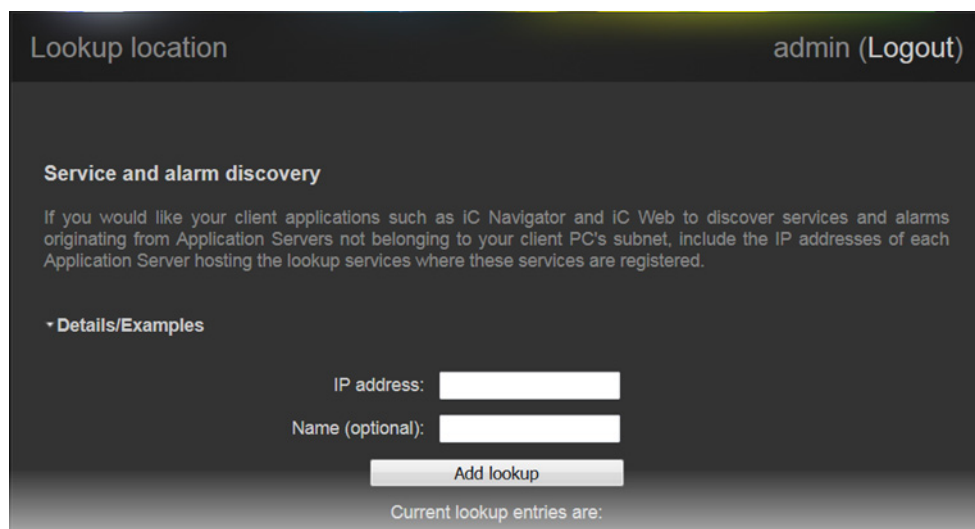 Lookup location
admin (Logout)
Service and alarm discovery
If you would like your client applications such as iC Navigator and iC Web to discover services and alarms
originating from Application Servers not belonging to your client PC's subnet, include the IP addresses of each
Application Server hosting the lookup services where these services are registered.
Details/Examples
IP address:
Name (optional):
Add lookup
Current lookup entries are: